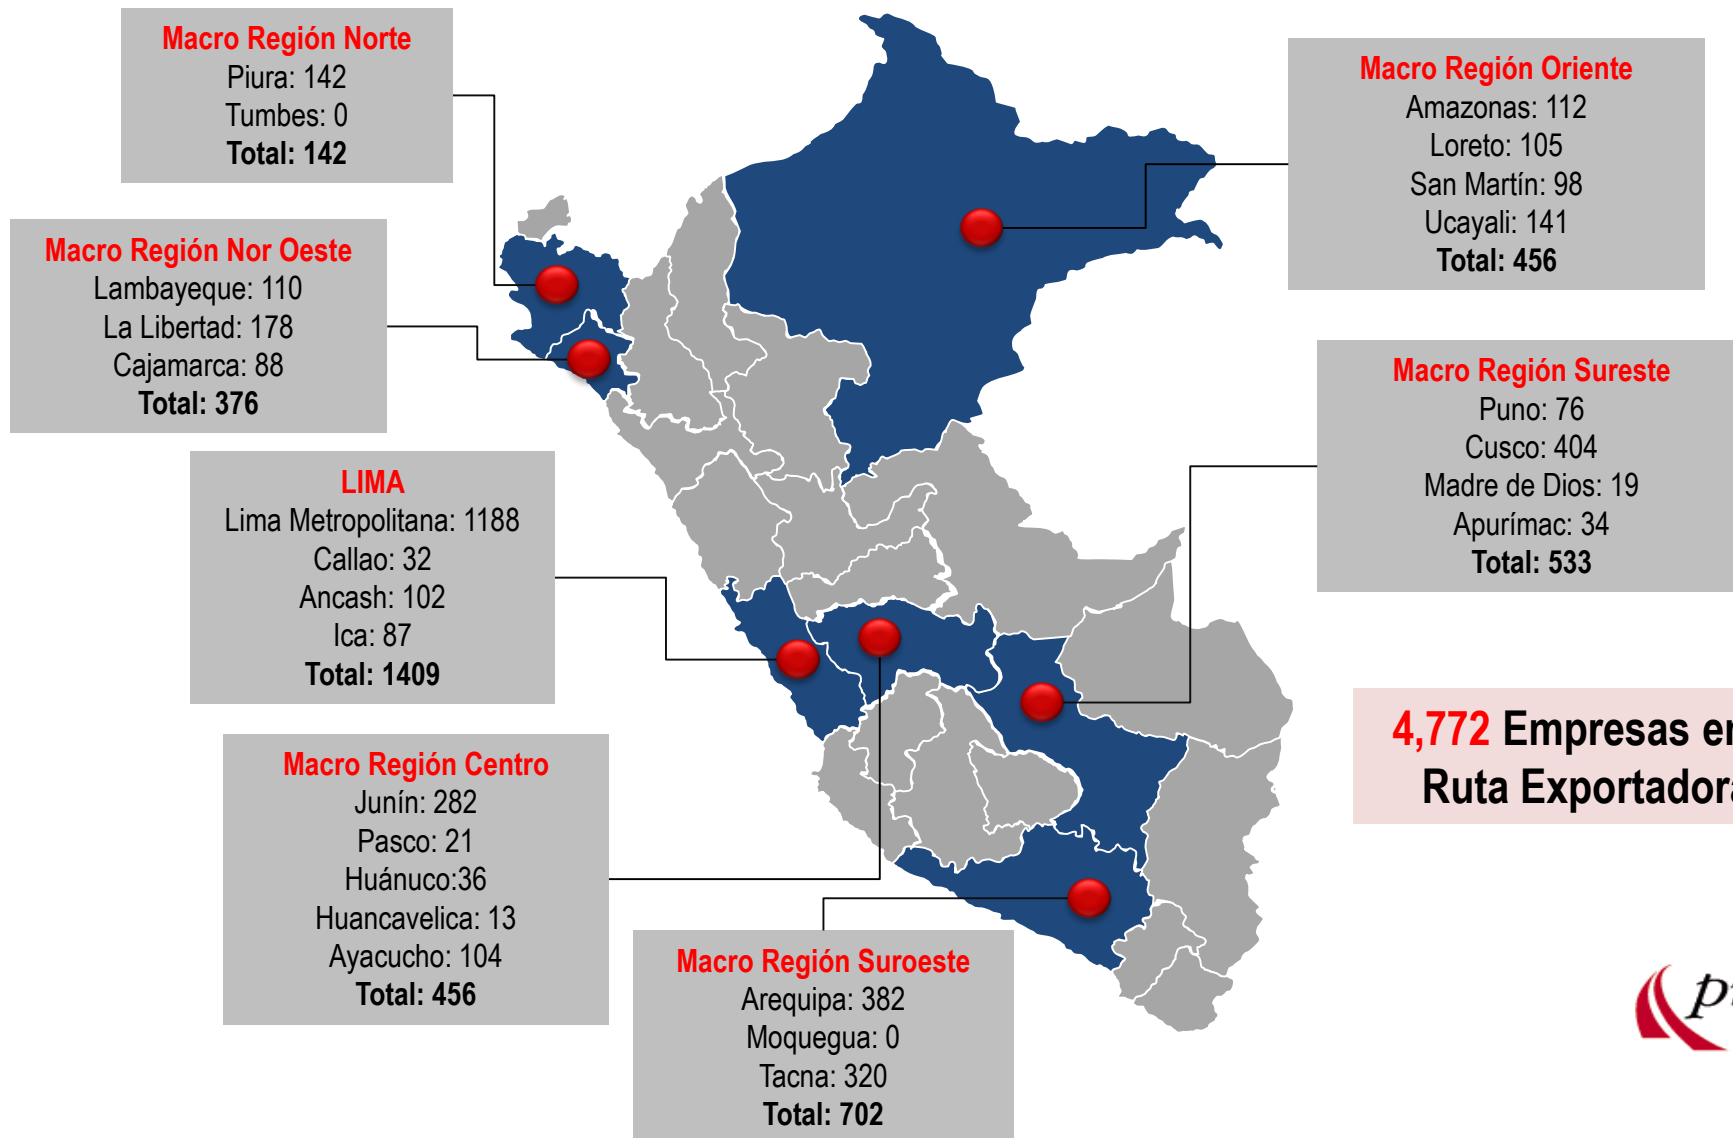 Macro Región Norte
Piura: 142
Tumbes: 0
Total: 142
Macro Región Nor Oeste
Lambayeque: 110
La Libertad: 178
Cajamarca: 88
Total: 376
LIMA
Lima Metropolitana: 1188
Callao: 32
Ancash: 102
Ica: 87
Total: 1409
Macro Región Centro
Junín: 282
Pasco: 21
Huánuco:36
Huancavelica: 13
Ayacucho: 104
Total: 456
Macro Región Suroeste
Arequipa: 382
Moquegua: 0
Tacna: 320
Total: 702
Macro Región Oriente
Amazonas: 112
Loreto: 105
San Martín: 98
Ucayali: 141
Total: 456
Macro Región Sureste
Puno: 76
Cusco: 404
Madre de Dios: 19
Apurímac: 34
Total: 533
4,772 Empresas en
Ruta Exportadora